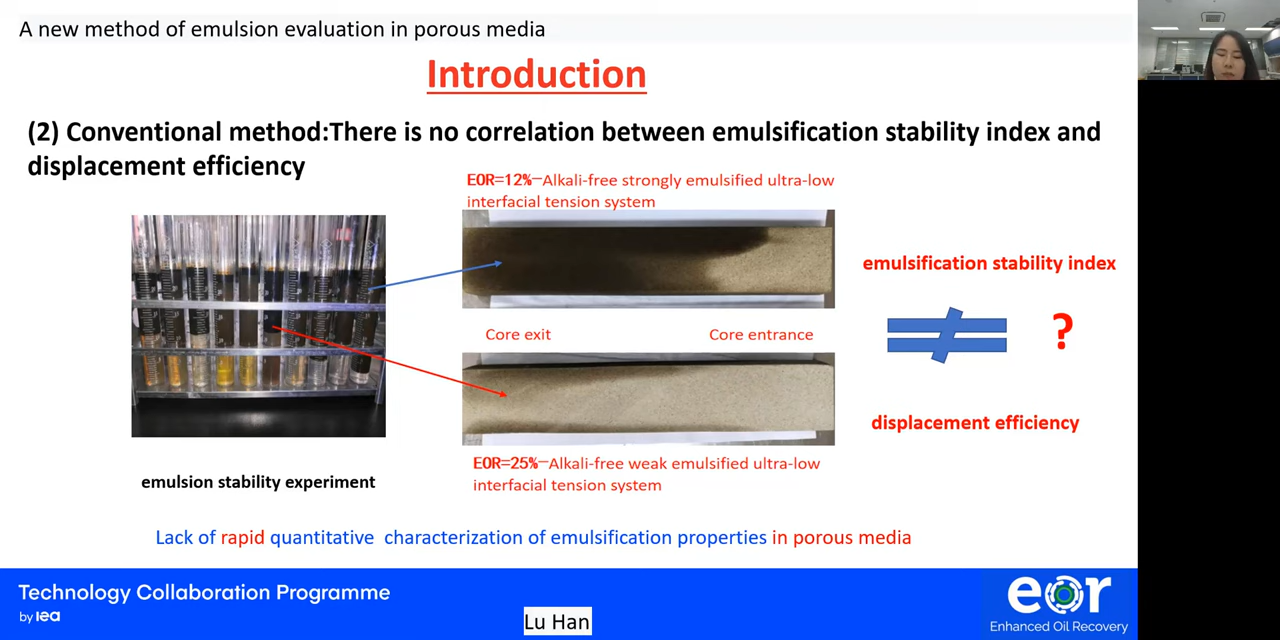 A new method of emulsion evaluation in porous media
Introduction
(2) Conventional method:There is no correlation between emulsification stability index and
displacement efficiency
EOR=12%—Alkali-free strongly emulsified ultra-low
interfacial tension system
emulsification stability index
Core exit
Core entrance
?
displacement efficiency
EOR=25%—Alkali-free weak emulsified ultra-low
interfacial tension system
emulsion stability experiment
Lack of rapid quantitative characterization of emulsification properties in porous media
Technology Collaboration Programme
by iea
eor
Enhanced Oil Recovery
Lu Han